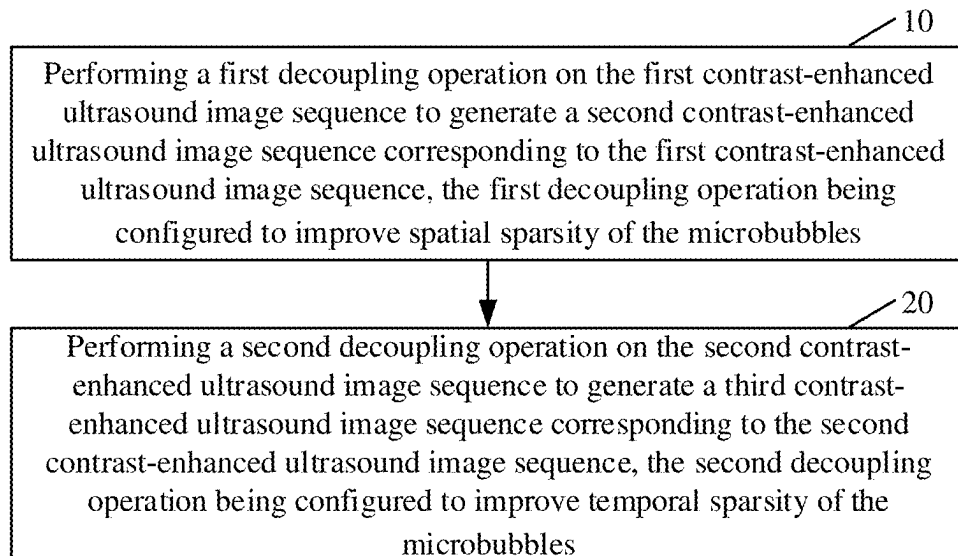 10
Performing a first decoupling operation on the first contrast-enhanced
ultrasound image sequence to generate a second contrast-enhanced
ultrasound image sequence corresponding to the first contrast-enhanced
ultrasound image sequence, the first decoupling operation being
configured to improve spatial sparsity of the microbubbles
20
Performing a second decoupling operation on the second contrast-
enhanced ultrasound image sequence to generate a third contrast-
enhanced ultrasound image sequence corresponding to the second
contrast-enhanced ultrasound image sequence, the second decoupling
operation being configured to improve temporal sparsity of the
microbubbles